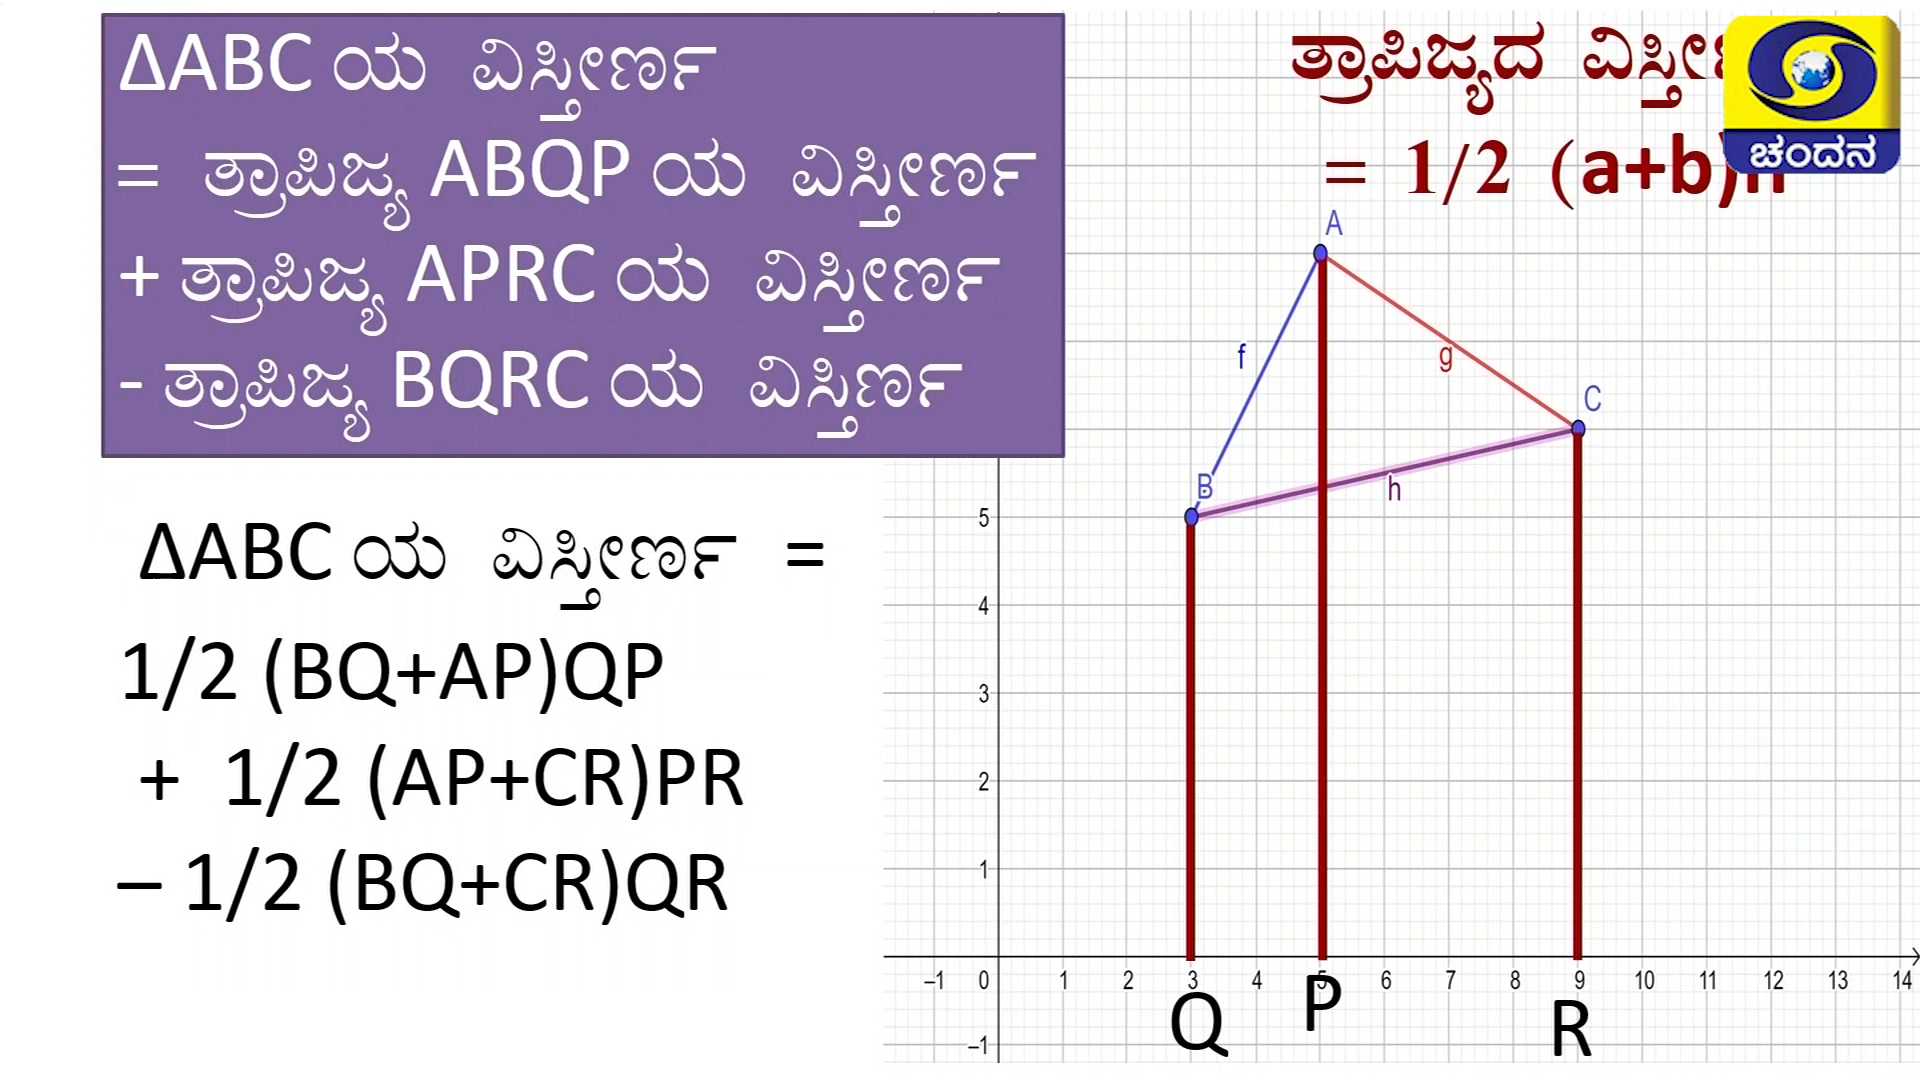 ΔABC ಯ ವಿಸ್ತೀರ್ಣ
= ತ್ರಾಪಿಜ್ಯ ABQP ಯ ವಿಸ್ತೀರ್ಣ
+ ತ್ರಾಪಿಜ್ಯ APRC ಯ ವಿಸ್ತೀರ್ಣ
- ತ್ರಾಪಿಜ್ಯ BQRC ಯ ವಿಸ್ತಿರ್ಣ
ΔABC ಯ ವಿಸ್ತೀರ್ಣ =
1/2 (BQ+AP)QP
+ 1/2 (AP+CR)PR
– 1/2 (BQ+CR)QR
ತ್ರಾಪಿಜ್ಯದ
= 1/2 (a+b)
ಚಂದನ
A
f
g
C
B
h
5
4
3
2
1
–1 0 1 2 3 4 5 6 7 8 9 10 11 12 13 14
Q P R
–1